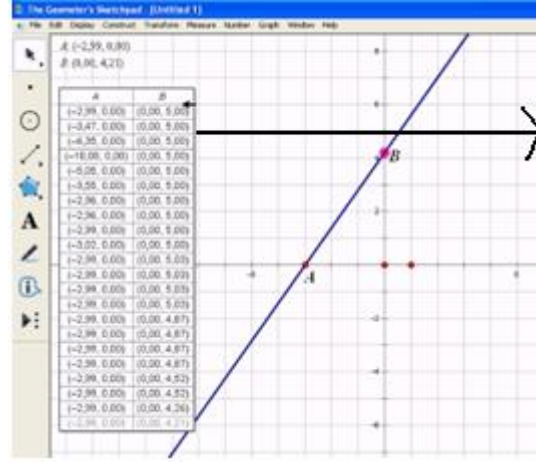 The Geometer's Sketchpad - [Untitled 1]
File Edit Display Construct Transform Measure Number Graph Window Help
A: (-2,99, 0,00)
B: (0,00, 4,21)
A B
(-2,99, 0,00) (0,00, 5,00)
(-3,47, 0,00) (0,00, 5,00)
(-4,35, 0,00) (0,00, 5,00)
(0,00, 5,00)
(-5,05, 0,00) (0,00, 5,00)
(-3,55, 0,00) (0,00, 5,00)
(-2,96, 0,00) (0,00, 5,00)
(-2,96, 0,00) (0,00, 5,00)
(-2,99, 0,00) (0,00, 5,00)
(-3,02, 0,00) (0,00, 5,00)
(-2,99, 0,00) (0,00, 5,03)
(-2,99, 0,00) (0,00, 5,03)
(-2,99, 0,00) (0,00, 5,03)
(-2,99, 0,00) (0,00, 5,03)
(-2,99, 0,00) (0,00, 4,87)
(-2,99, 0,00) (0,00, 4,87)
(-2,99, 0,00) (0,00, 4,87)
(-2,99, 0,00) (0,00, 4,87)
(-2,99, 0,00) (0,00, 4,52)
(-2,99, 0,00) (0,00, 4,52)
(-2,99, 0,00) (0,00, 4,26)
(-2,99, 0,00) (0,00, 4,21)
B
2
A
-2
-4
A